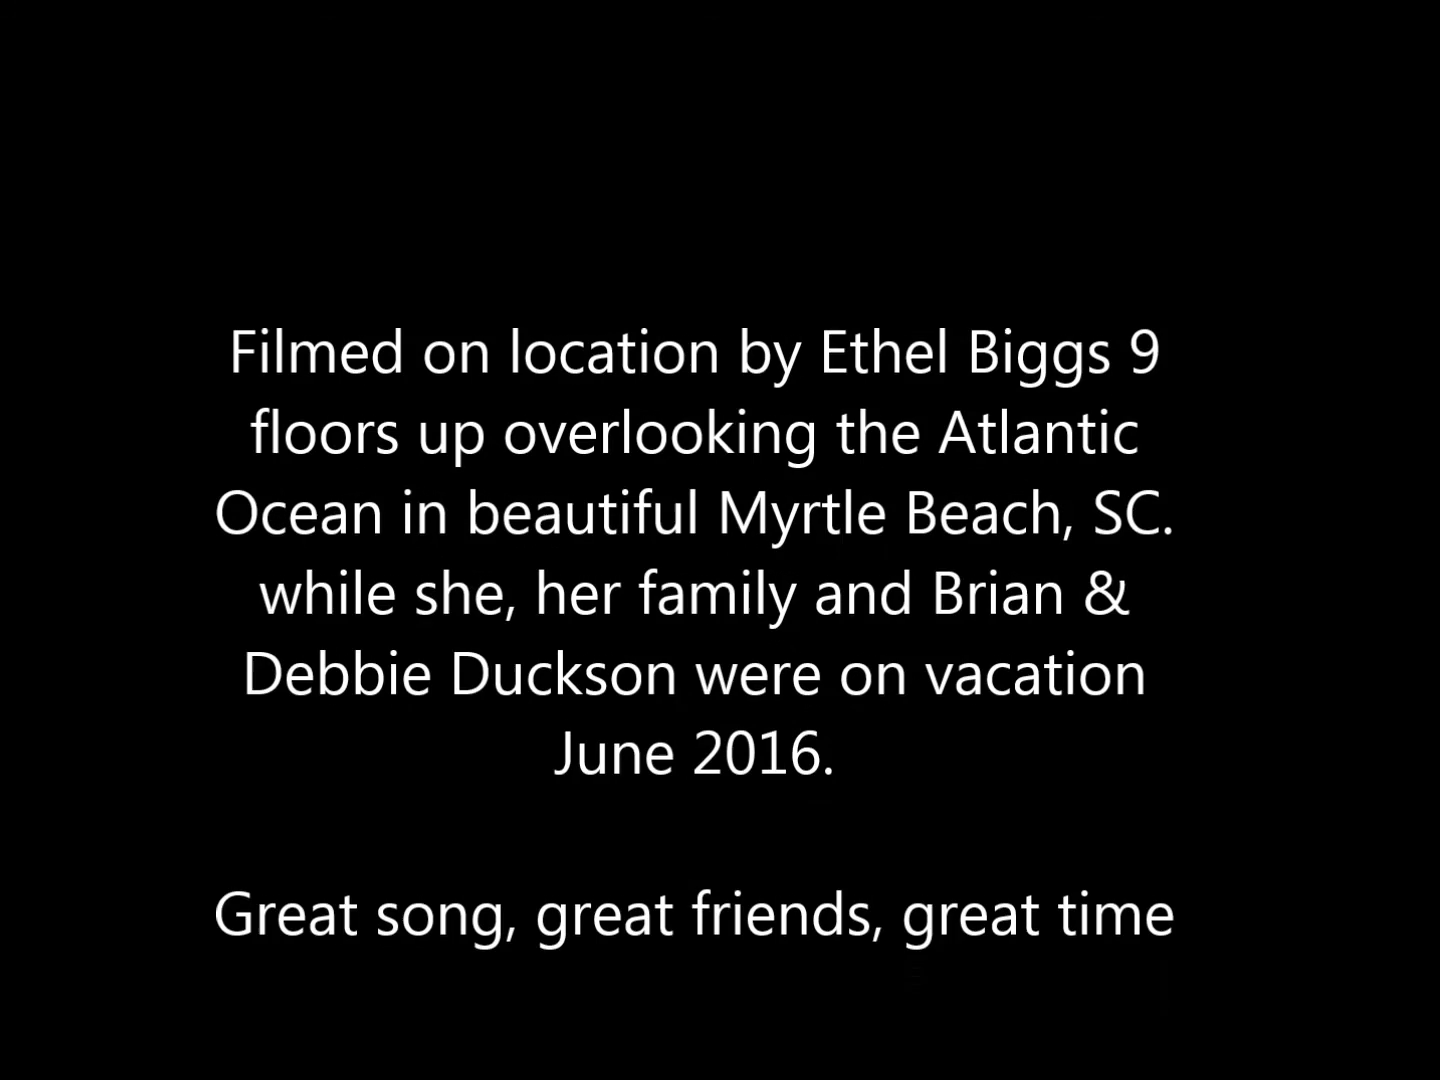 Filmed on location by Ethel Biggs 9
floors up overlooking the Atlantic
Ocean in beautiful Myrtle Beach, SC.
while she, her family and Brian &
Debbie Duckson were on vacation
June 2016.
Great song, great friends, great time